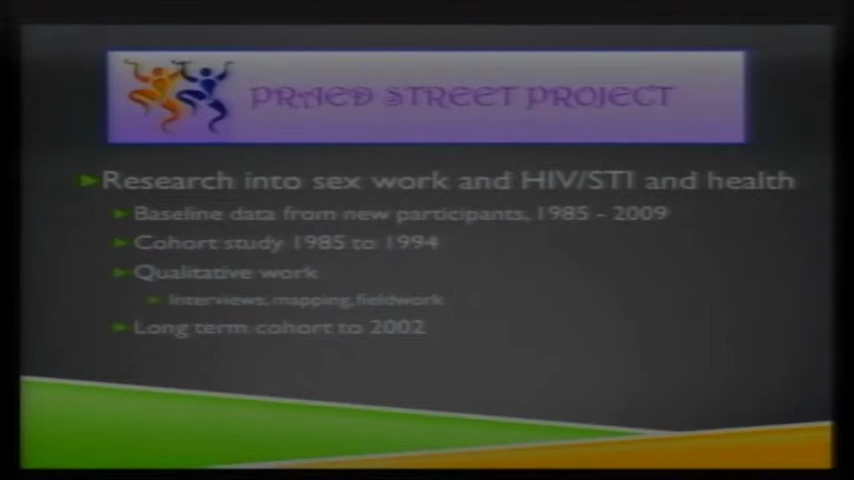 PRAED STREET PROJECT
Research into sex work and HIV/STI and health
Baseline data from new participants, 1985 - 2009
Cohort study 1985 to 1994
Qualitative work
Interviews, mapping, fieldwork
Long term cohort to 2002